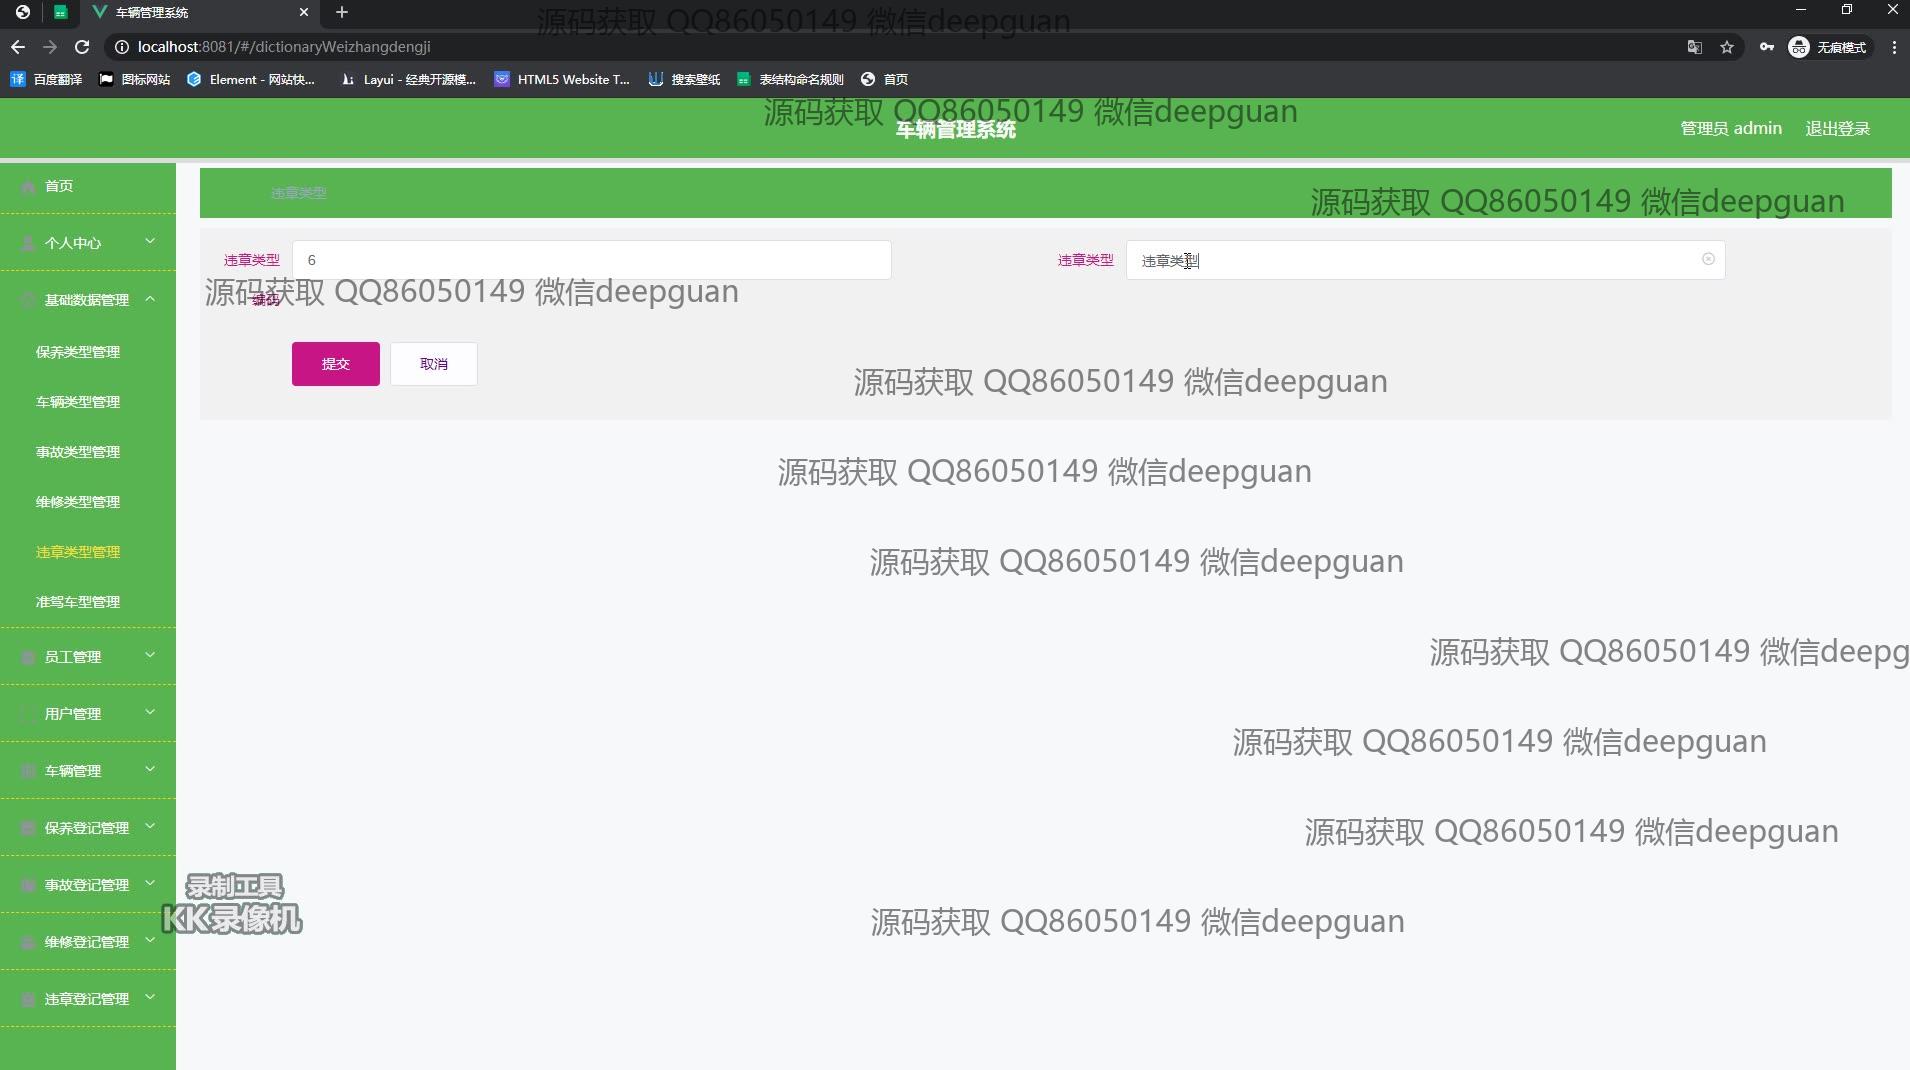 车辆管理系统
源码获取 QQ86050149 微信deepguan
localhost:8081/#/dictionaryWeizhangdengji
无痕模式
百度翻译
图标网站
Element - 网站快...
Layui - 经典开源模...
HTML5 Website T...
搜索壁纸
表结构命名规则
首页
源码获取 QQ86050149 微信deepguan
车辆管理系统
管理员 admin
退出登录
首页
违章类型
源码获取 QQ86050149 微信deepguan
个人中心
违章类型
编码
6
违章类型
违章类型
源码获取 QQ86050149 微信deepguan
基础数据管理
保养类型管理
提交
取消
源码获取 QQ86050149 微信deepguan
车辆类型管理
事故类型管理
源码获取 QQ86050149 微信deepguan
维修类型管理
违章类型管理
源码获取 QQ86050149 微信deepguan
准驾车型管理
员工管理
源码获取 QQ86050149 微信deepg
用户管理
源码获取 QQ86050149 微信deepguan
车辆管理
保养登记管理
源码获取 QQ86050149 微信deepguan
事故登记管理
录制工具
KK录像机
源码获取 QQ86050149 微信deepguan
维修登记管理
违章登记管理